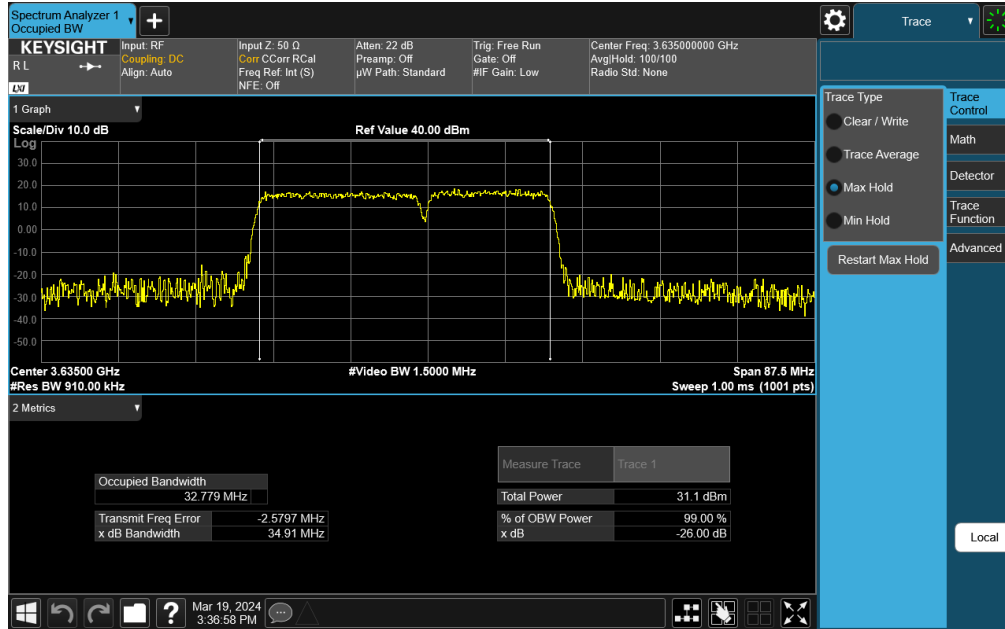 Spectrum Analyzer 1
Occupied BW
Trace
KEYSIGHT
R L
LXI
Input: RF
Coupling: DC
Align: Auto
Input Z: 50 Ω
Corr CCorr RCal
Freq Ref: Int (S)
NFE: Off
Atten: 22 dB
Preamp: Off
µW Path: Standard
Trig: Free Run
Gate: Off
#IF Gain: Low
Center Freq: 3.635000000 GHz
Avg|Hold: 100/100
Radio Std: None
1 Graph
Scale/Div 10.0 dB
Ref Value 40.00 dBm
Log
30.0
20.0
10.0
0.00
-10.0
-20.0
-30.0
-40.0
-50.0
Center 3.63500 GHz
#Video BW 1.5000 MHz
Span 87.5 MHz
#Res BW 910.00 kHz
Sweep 1.00 ms (1001 pts)
2 Metrics
Measure Trace
Trace 1
Occupied Bandwidth
32.779 MHz
Total Power
31.1 dBm
Transmit Freq Error
-2.5797 MHz
% of OBW Power
99.00 %
x dB Bandwidth
34.91 MHz
x dB
-26.00 dB
Trace Type
Clear / Write
Trace Average
Max Hold
Min Hold
Restart Max Hold
Trace
Control
Math
Detector
Trace
Function
Advanced
Local
?
Mar 19, 2024
3:36:58 PM